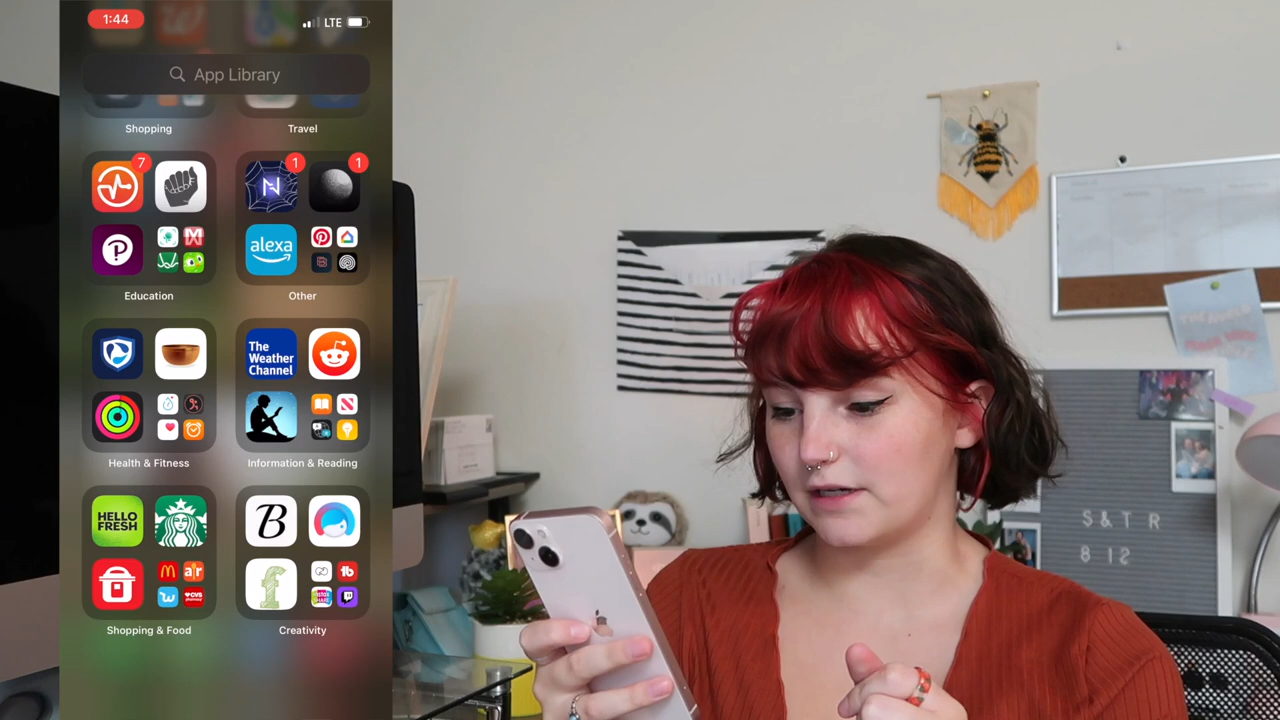 1:44
LTE
App Library
Shopping
Travel
7
1
1
N
alexa
Education
Other
The
Weather
Channel
Health & Fitness
Information & Reading
HELLO
FRESH
B
f
Shopping & Food
Creativity
S&T R
8 12